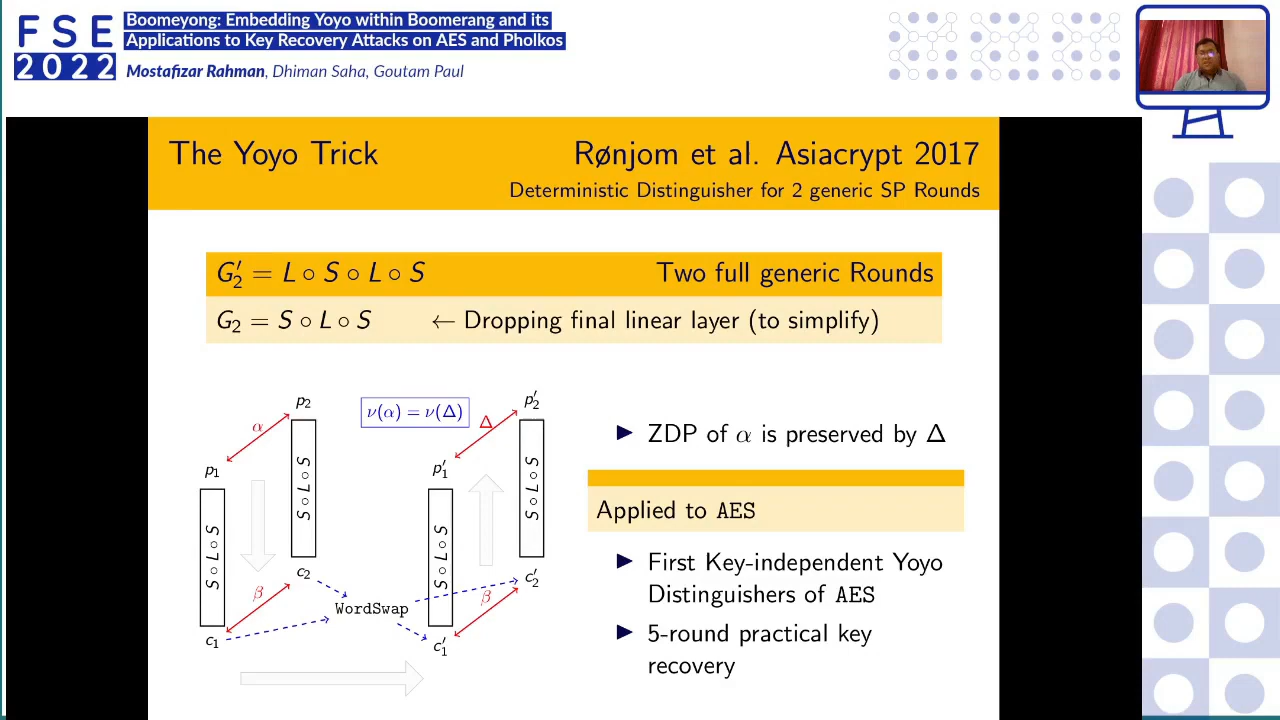 FSE
2022
Boomeyong: Embedding Yoyo within Boomerang and its
Applications to Key Recovery Attacks on AES and Pholkos
Mostafizar Rahman, Dhiman Saha, Goutam Paul
The Yoyo Trick
Rønjom et al. Asiacrypt 2017
Deterministic Distinguisher for 2 generic SP Rounds
G′₂ = L ∘ S ∘ L ∘ S Two full generic Rounds
G₂ = S ∘ L ∘ S ← Dropping final linear layer (to simplify)
p₂
ν(α) = ν(Δ)
p′₂
α
Δ
p₁
p′₁
S ∘ L ∘ S
S ∘ L ∘ S
S ∘ L ∘ S
S ∘ L ∘ S
c₂
c′₂
β
β
WordSwap
c₁
c′₁
▶ ZDP of α is preserved by Δ
Applied to AES
▶ First Key-independent Yoyo
Distinguishers of AES
▶ 5-round practical key
recovery